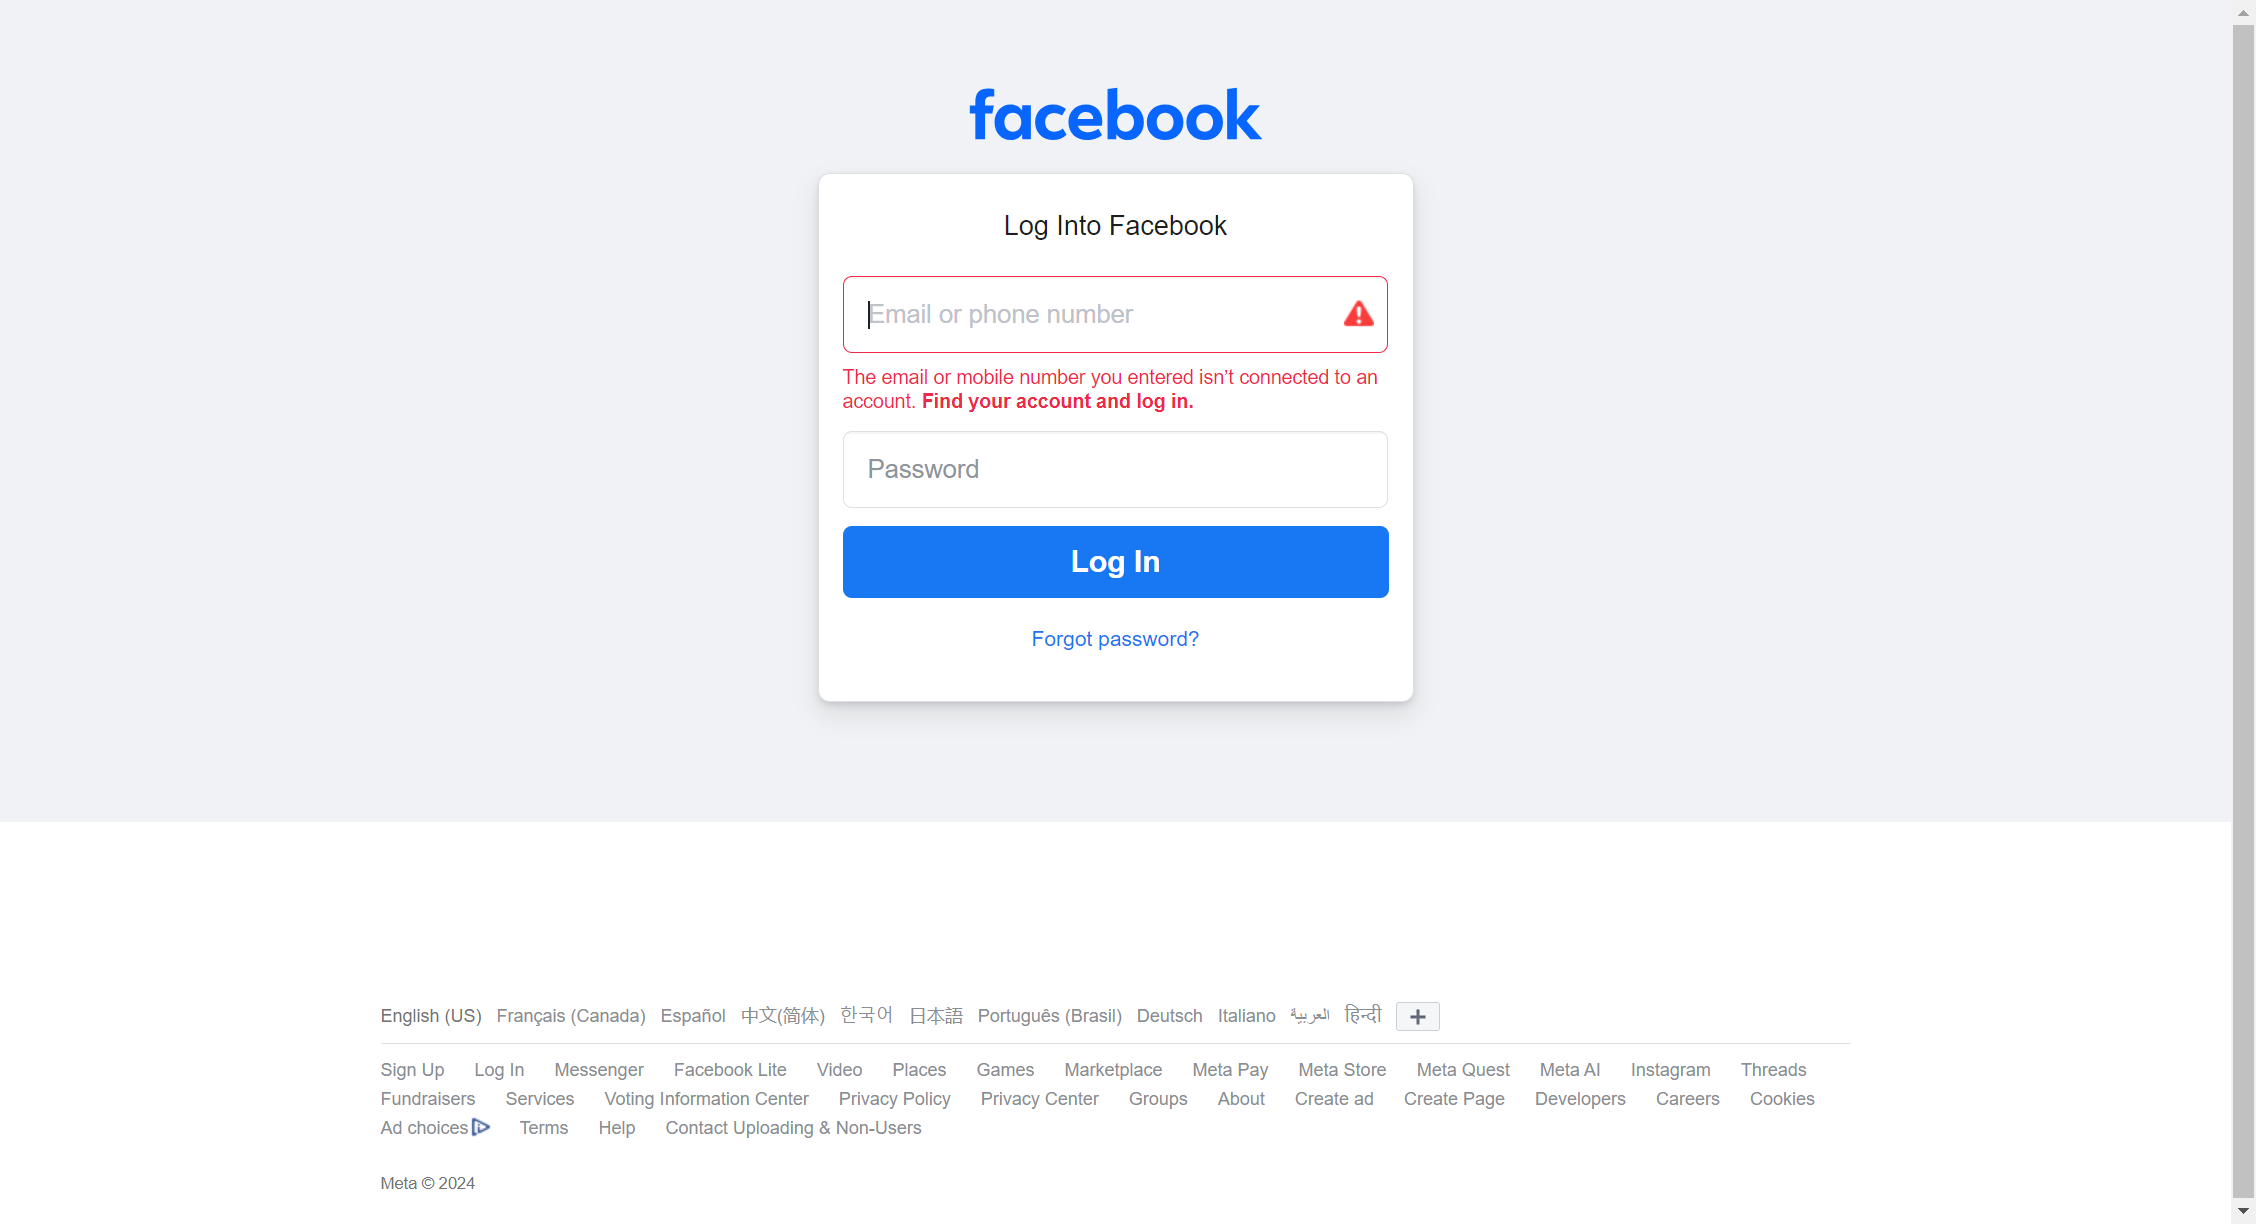 facebook
Log Into Facebook
Email or phone number
The email or mobile number you entered isn’t connected to an
account. Find your account and log in.
Password
Log In
Forgot password?
English (US) Français (Canada) Español 中文(简体) 한국어 日本語 Português (Brasil) Deutsch Italiano العربية हिन्दी
Sign Up Log In Messenger Facebook Lite Video Places Games Marketplace Meta Pay Meta Store Meta Quest Meta AI Instagram Threads
Fundraisers Services Voting Information Center Privacy Policy Privacy Center Groups About Create ad Create Page Developers Careers Cookies
Ad choices Terms Help Contact Uploading & Non-Users
Meta © 2024